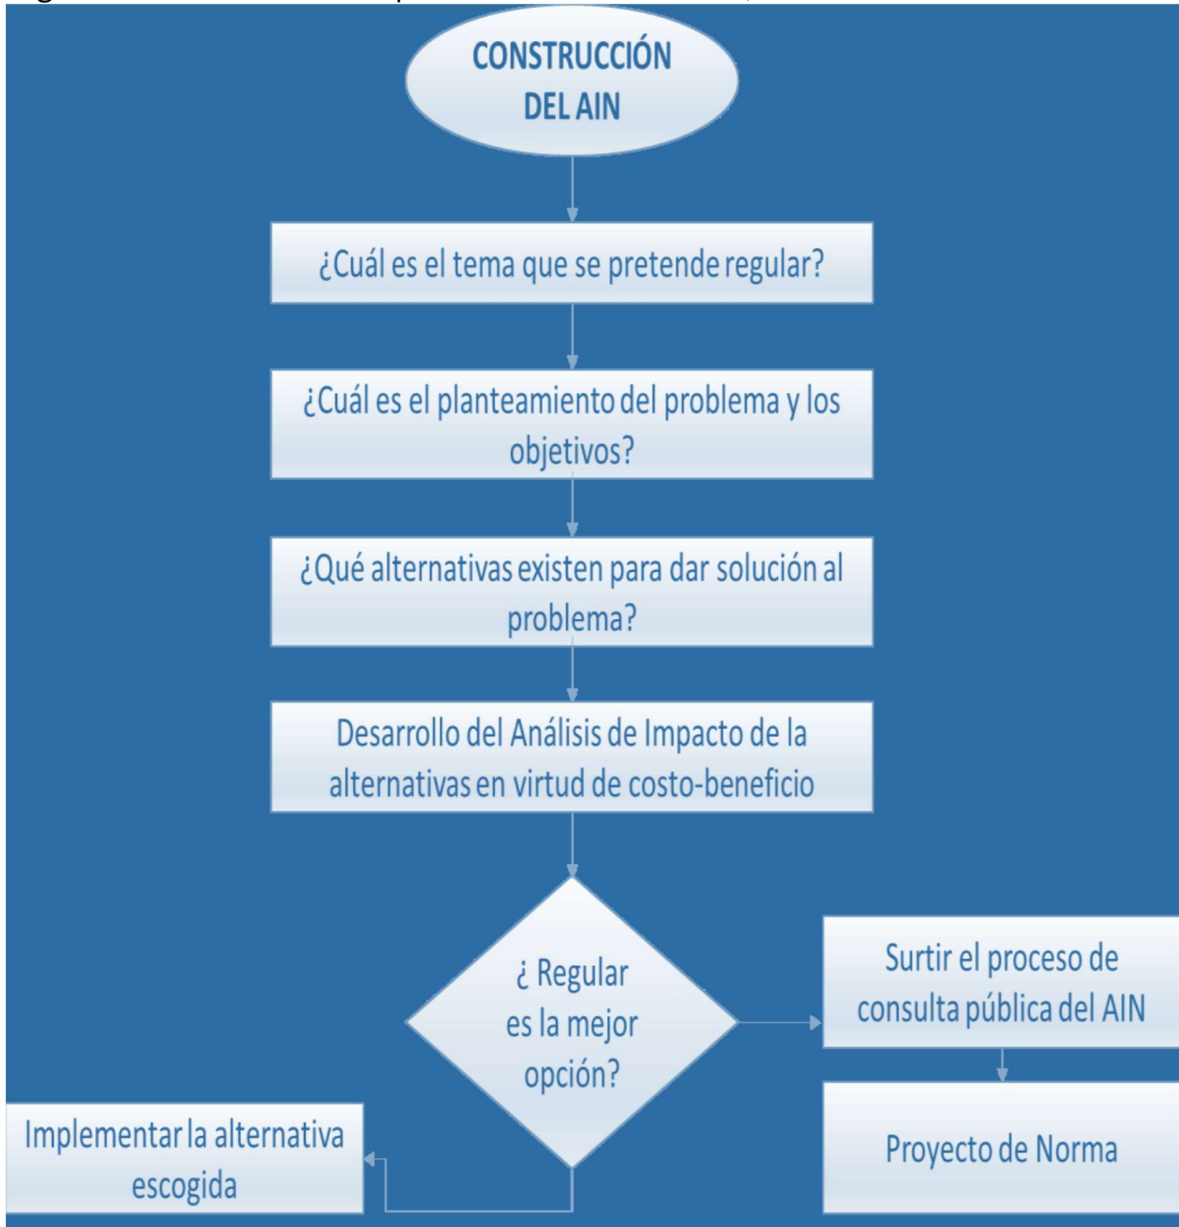 CONSTRUCCIÓN
DEL AIN
¿Cuál es el tema que se pretende regular?
¿Cuál es el planteamiento del problema y los
objetivos?
¿Qué alternativas existen para dar solución al
problema?
Desarrollo del Análisis de Impacto de la
alternativas en virtud de costo-beneficio
¿ Regular
es la mejor
opción?
Surtir el proceso de
consulta pública del AIN
Proyecto de Norma
Implementar la alternativa
escogida